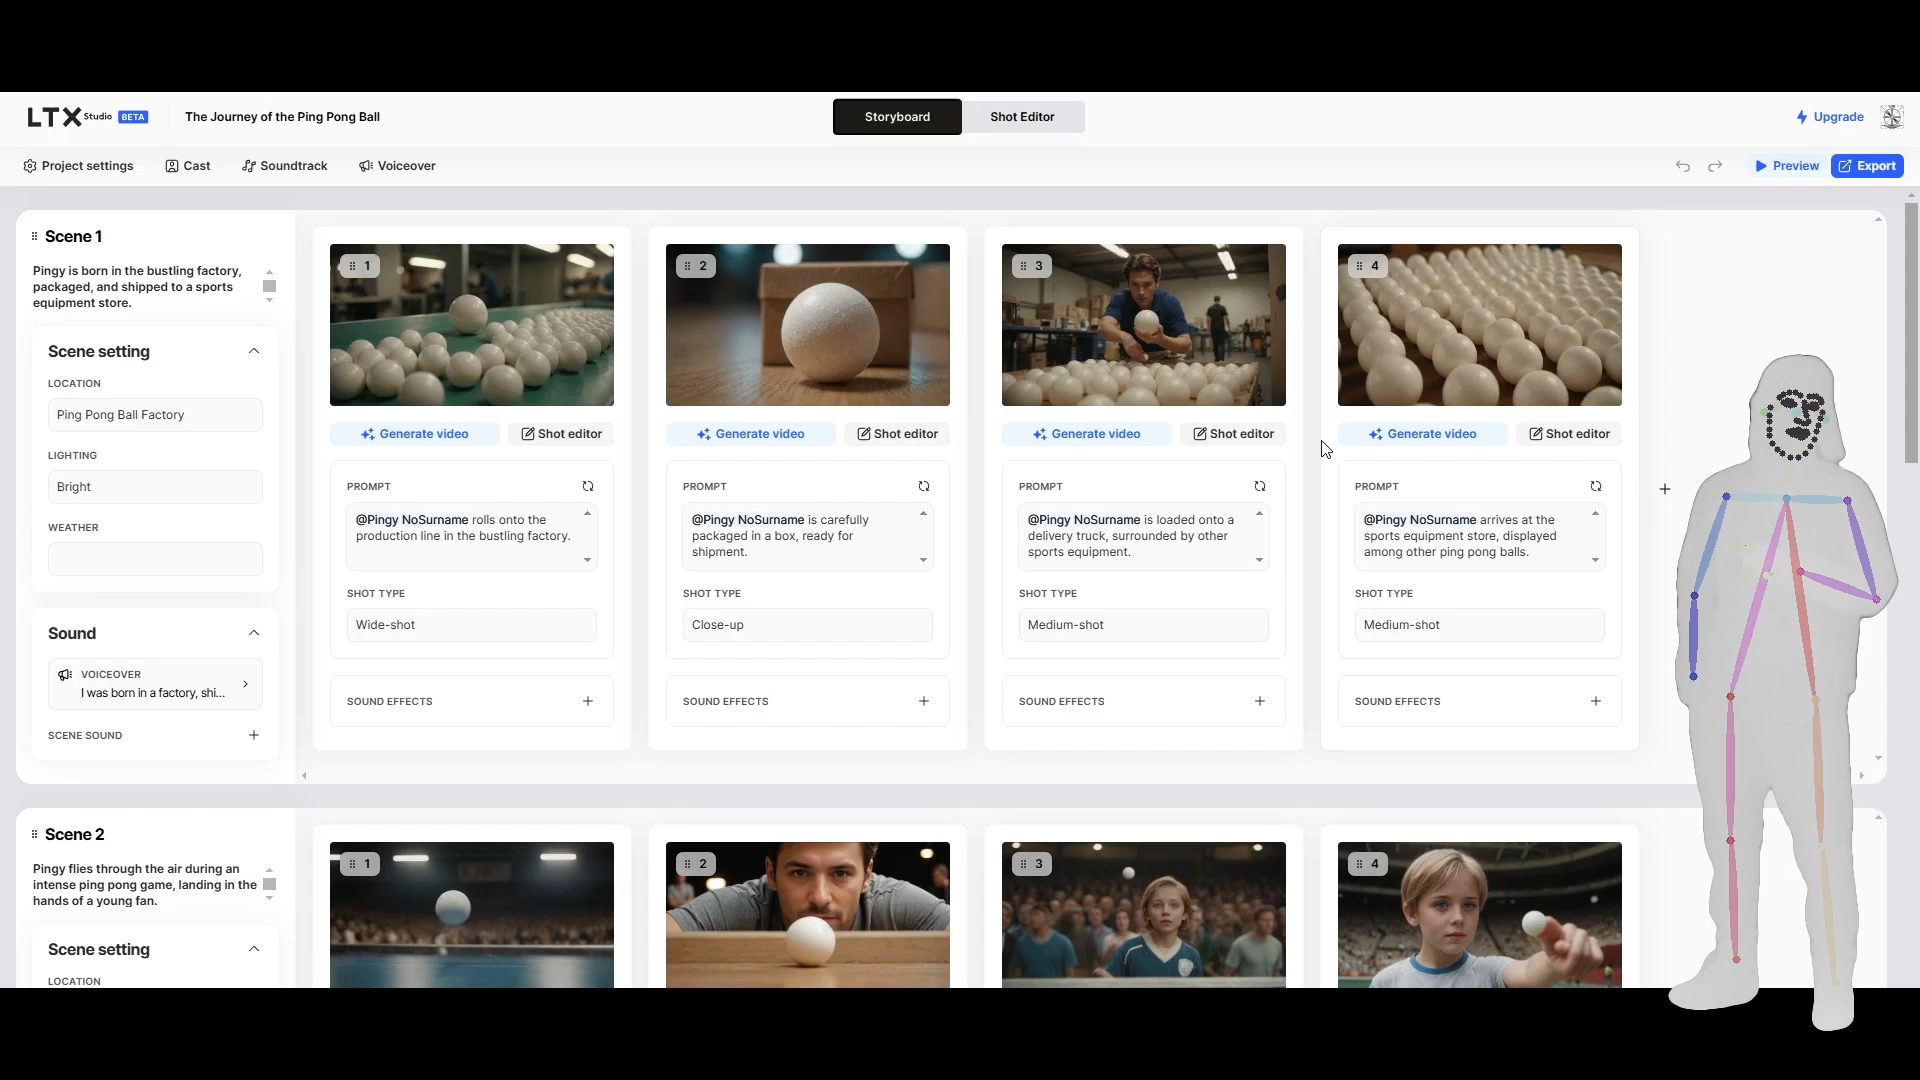 LTX Studio BETA
The Journey of the Ping Pong Ball
Storyboard
Shot Editor
Upgrade
Project settings
Cast
Soundtrack
Voiceover
Preview
Export
Scene 1
Pingy is born in the bustling factory,
packaged, and shipped to a sports
equipment store.
Scene setting
LOCATION
Ping Pong Ball Factory
LIGHTING
Bright
WEATHER
Sound
VOICEOVER
I was born in a factory, shi...
SCENE SOUND
1
Generate video
Shot editor
PROMPT
@Pingy NoSurname rolls onto the
production line in the bustling factory.
SHOT TYPE
Wide-shot
SOUND EFFECTS
2
Generate video
Shot editor
PROMPT
@Pingy NoSurname is carefully
packaged in a box, ready for
shipment.
SHOT TYPE
Close-up
SOUND EFFECTS
3
Generate video
Shot editor
PROMPT
@Pingy NoSurname is loaded onto a
delivery truck, surrounded by other
sports equipment.
SHOT TYPE
Medium-shot
SOUND EFFECTS
4
Generate video
Shot editor
PROMPT
@Pingy NoSurname arrives at the
sports equipment store, displayed
among other ping pong balls.
SHOT TYPE
Medium-shot
SOUND EFFECTS
Scene 2
Pingy flies through the air during an
intense ping pong game, landing in the
hands of a young fan.
Scene setting
LOCATION
1
2
3
4